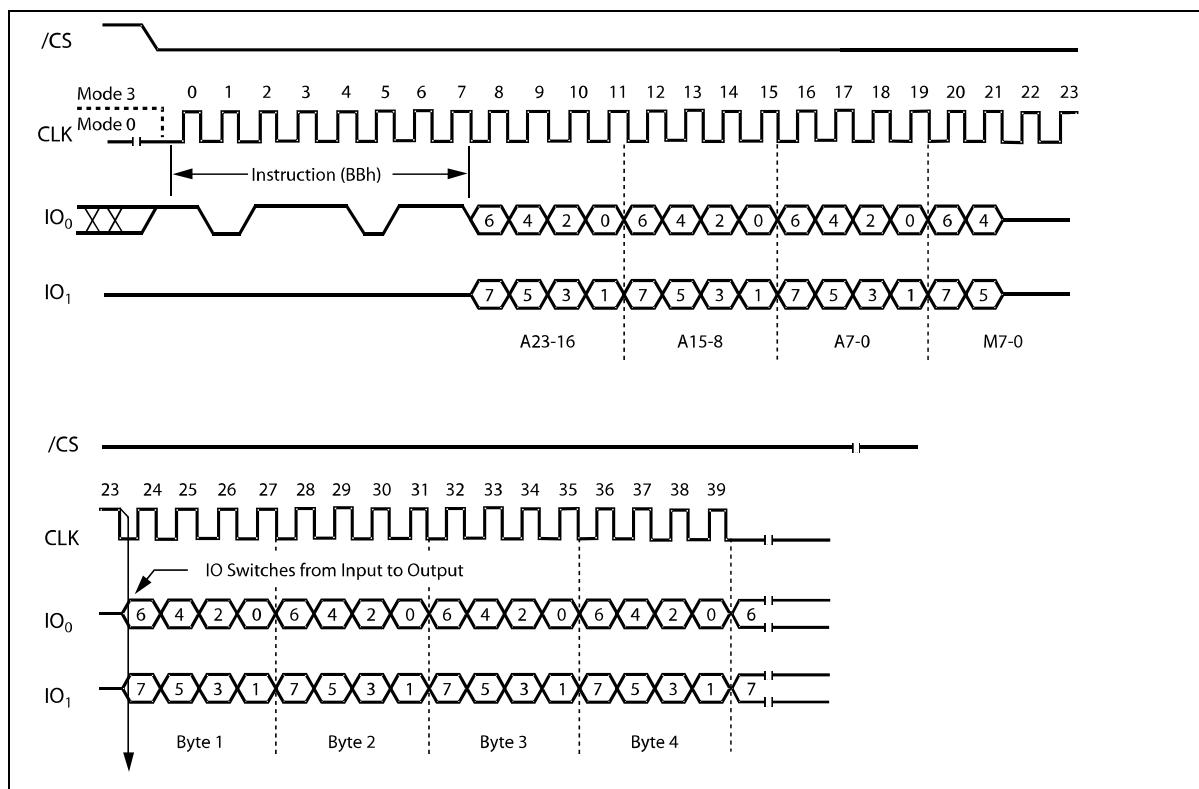 /CS
Mode 3
0 1 2 3 4 5 6 7 8 9 10 11 12 13 14 15 16 17 18 19 20 21 22 23
Mode 0
CLK
Instruction (BBh)
IO0 6 4 2 0 6 4 2 0 6 4 2 0 6 4
IO1 7 5 3 1 7 5 3 1 7 5 3 1 7 5
A23-16 A15-8 A7-0 M7-0
/CS
23 24 25 26 27 28 29 30 31 32 33 34 35 36 37 38 39
CLK
IO Switches from Input to Output
IO0 6 4 2 0 6 4 2 0 6 4 2 0 6 4 2 0 6
IO1 7 5 3 1 7 5 3 1 7 5 3 1 7 5 3 1 7
Byte 1 Byte 2 Byte 3 Byte 4